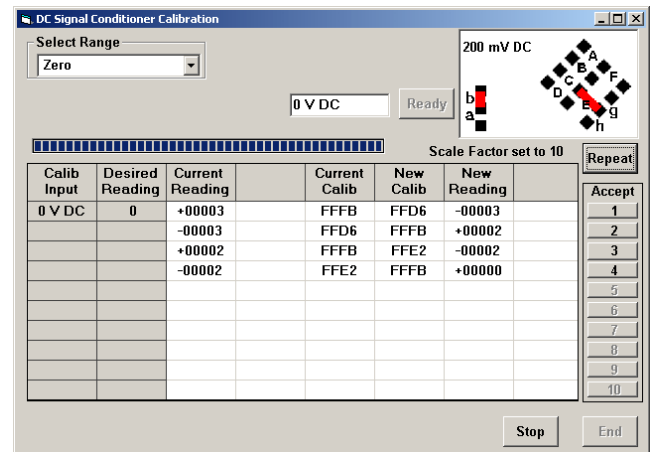 DC Signal Conditioner Calibration
Select Range
Zero
200 mV DC
0 V DC
Ready
b
a
A
B
C
D
E
F
g
h
Scale Factor set to 10
Repeat
Calib Input Desired Reading Current Reading Current Calib New Calib New Reading
Accept
0 V DC 0 +00003 FFFB FFD6 -00003 1
-00003 FFD6 FFFB +00002 2
+00002 FFFB FFE2 -00002 3
-00002 FFE2 FFFB +00000 4
5
6
7
8
9
10
Stop End